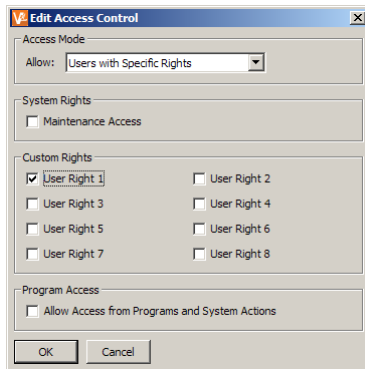 Edit Access Control
Access Mode
Allow: Users with Specific Rights
System Rights
Maintenance Access
Custom Rights
User Right 1 User Right 2
User Right 3 User Right 4
User Right 5 User Right 6
User Right 7 User Right 8
Program Access
Allow Access from Programs and System Actions
OK Cancel